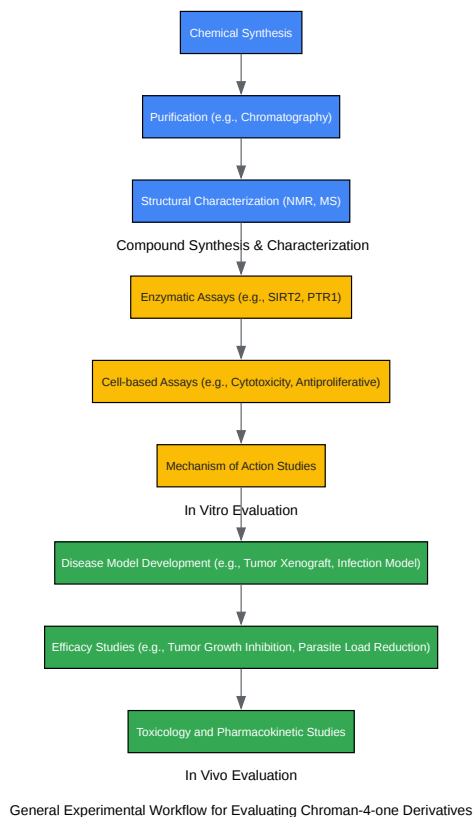 Chemical Synthesis
Purification (e.g., Chromatography)
Structural Characterization (NMR, MS)
Compound Synthesis & Characterization
Enzymatic Assays (e.g., SIRT2, PTR1)
Cell-based Assays (e.g., Cytotoxicity, Antiproliferative)
Mechanism of Action Studies
In Vitro Evaluation
Disease Model Development (e.g., Tumor Xenograft, Infection Model)
Efficacy Studies (e.g., Tumor Growth Inhibition, Parasite Load Reduction)
Toxicology and Pharmacokinetic Studies
In Vivo Evaluation
General Experimental Workflow for Evaluating Chroman-4-one Derivatives